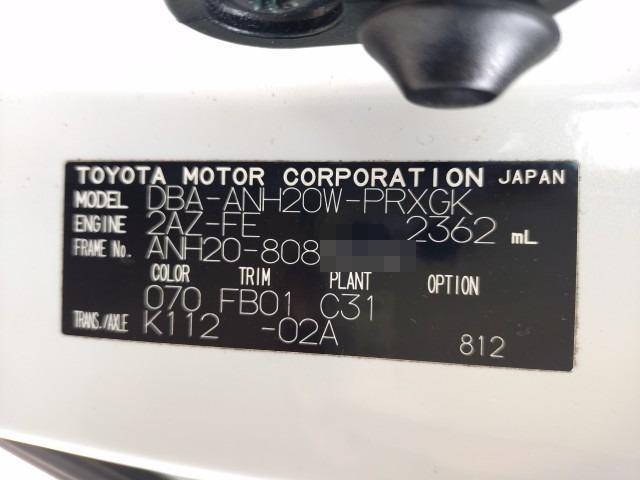 TOYOTA MOTOR CORPORATION JAPAN
MODEL DBA-ANH20W-PRXGK
ENGINE 2AZ-FE 2362 mL
FRAME No. ANH20-808
COLOR TRIM PLANT OPTION
070 FB01 C31
TRANS./AXLE K112 -02A
812